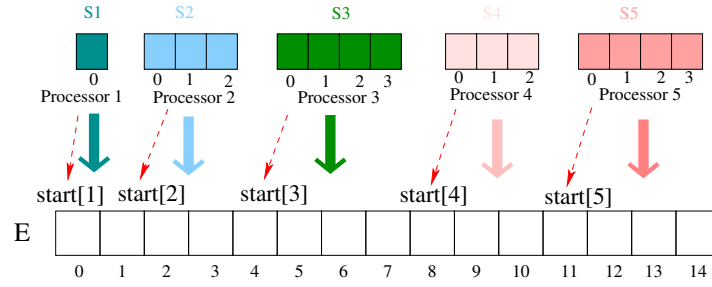 S1 S2 S3 S4 S5
0 0 1 2 0 1 2 3 0 1 2 0 1 2 3
Processor 1 Processor 2 Processor 3 Processor 4 Processor 5
start[1] start[2] start[3] start[4] start[5]
E
0 1 2 3 4 5 6 7 8 9 10 11 12 13 14